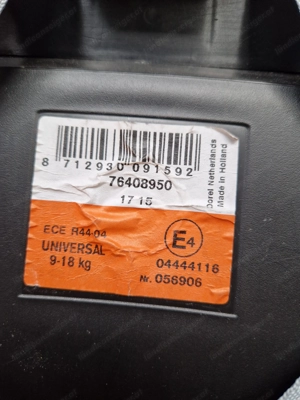 8 712930 091592
76408950
17 15
Dorel Netherlands
Made in Holland
ECE R44-04
UNIVERSAL
9-18 kg
E4
04444116
Nr. 056906